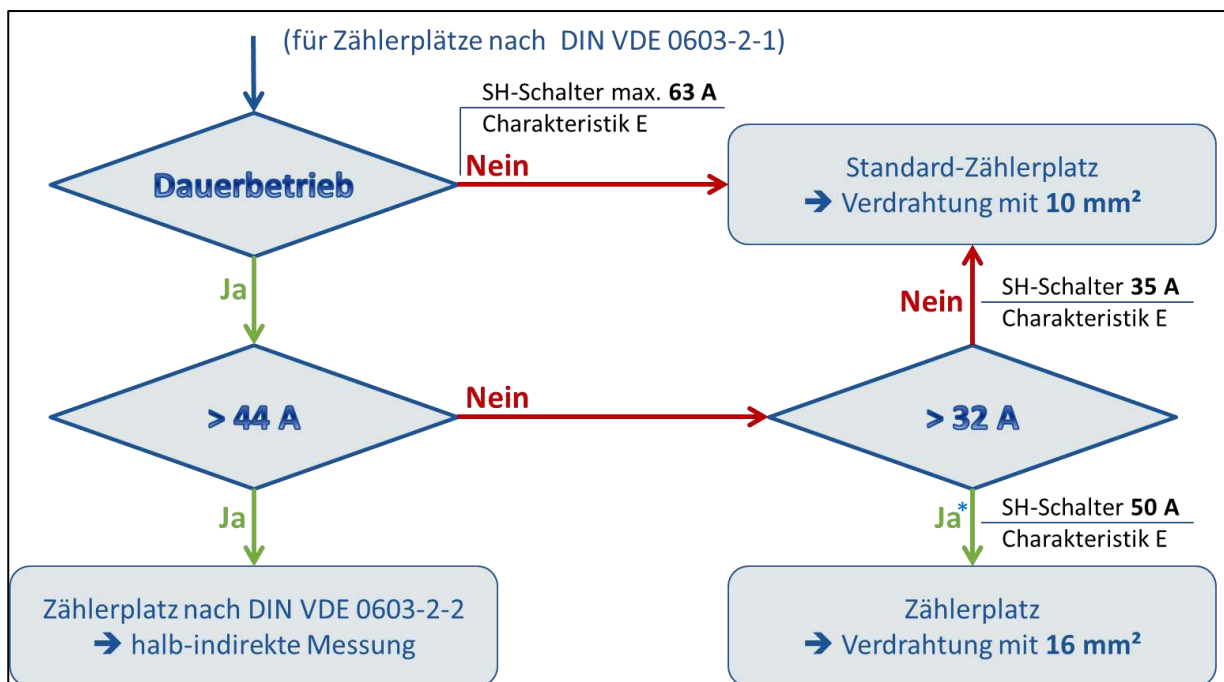 (für Zählerplätze nach DIN VDE 0603-2-1)
SH-Schalter max. 63 A
Charakteristik E
Dauerbetrieb
Nein
Standard-Zählerplatz
➔ Verdrahtung mit 10 mm²
Ja
Nein
SH-Schalter 35 A
Charakteristik E
> 44 A
Nein
> 32 A
Ja
Ja*
SH-Schalter 50 A
Charakteristik E
Zählerplatz nach DIN VDE 0603-2-2
➔ halb-indirekte Messung
Zählerplatz
➔ Verdrahtung mit 16 mm²